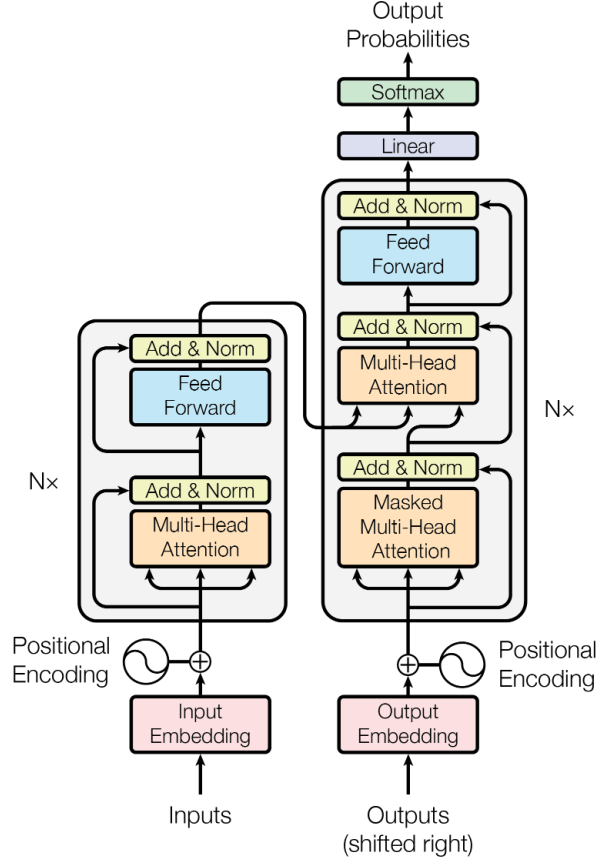 Output
Probabilities
Softmax
Linear
Add & Norm
Feed
Forward
Add & Norm
Multi-Head
Attention
Add & Norm
Masked
Multi-Head
Attention
N×
Add & Norm
Feed
Forward
Add & Norm
Multi-Head
Attention
N×
Positional
Encoding
Positional
Encoding
Input
Embedding
Output
Embedding
Inputs
Outputs
(shifted right)